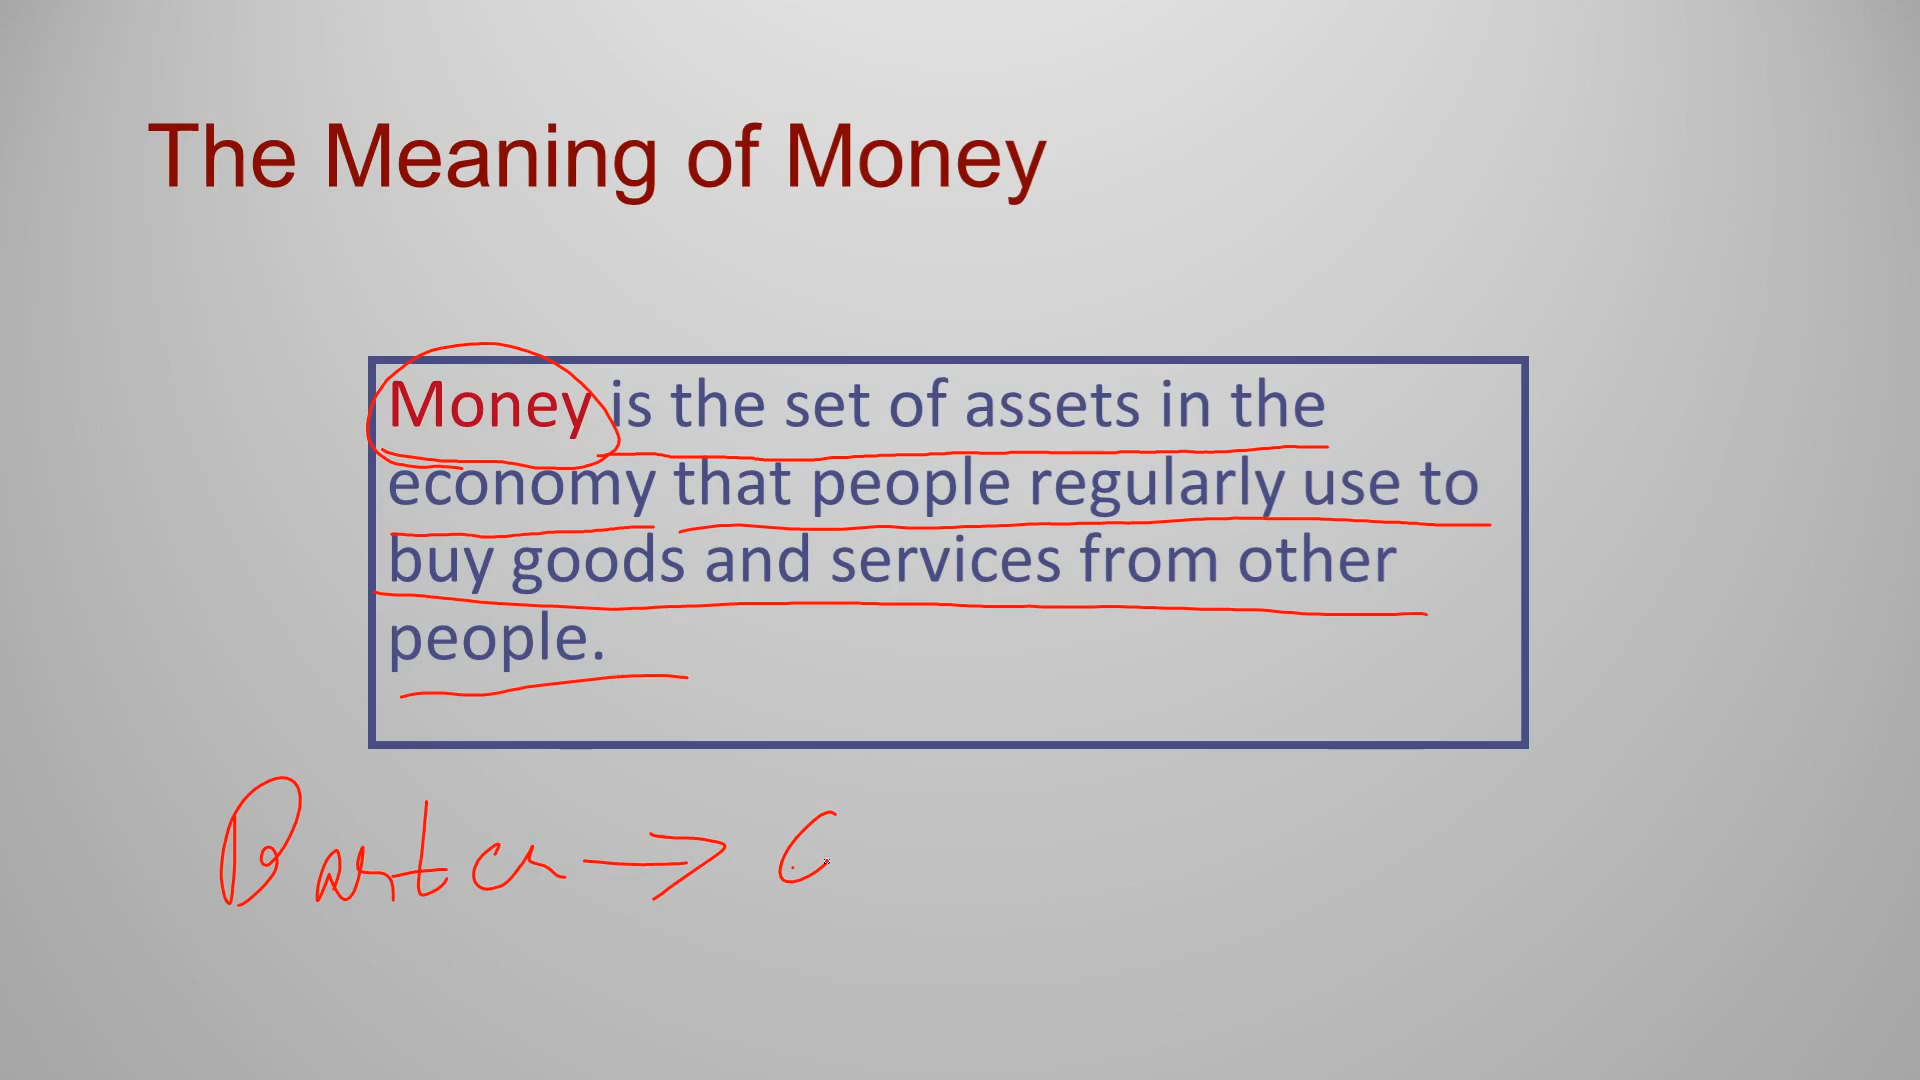 The Meaning of Money
Money is the set of assets in the
economy that people regularly use to
buy goods and services from other
people.
Barter →